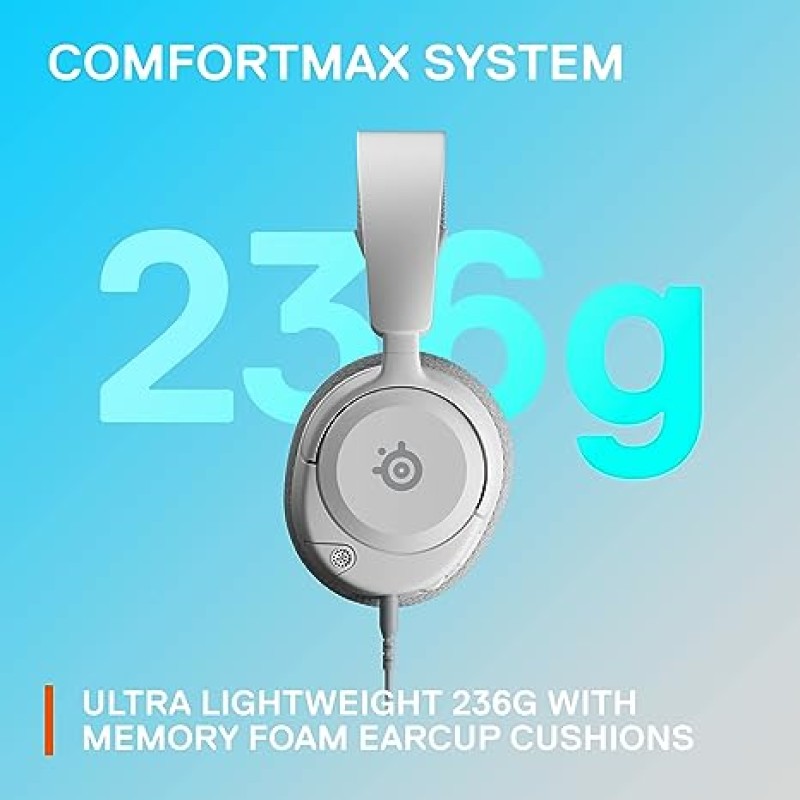 COMFORTMAX SYSTEM
236g
ULTRA LIGHTWEIGHT 236G WITH
MEMORY FOAM EARCUP CUSHIONS